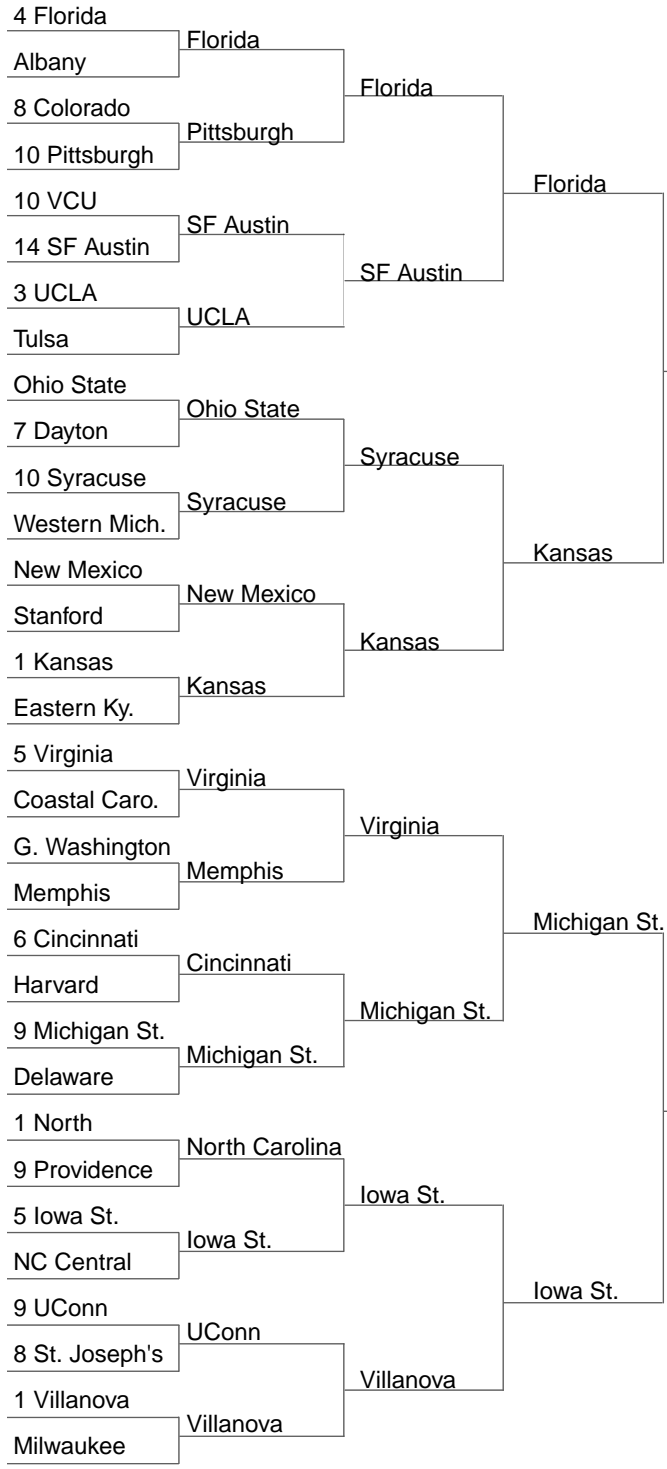 4 Florida
Albany
8 Colorado
10 Pittsburgh
10 VCU
14 SF Austin
3 UCLA
Tulsa
Ohio State
7 Dayton
10 Syracuse
Western Mich.
New Mexico
Stanford
1 Kansas
Eastern Ky.
5 Virginia
Coastal Caro.
G. Washington
Memphis
6 Cincinnati
Harvard
9 Michigan St.
Delaware
1 North
9 Providence
5 Iowa St.
NC Central
9 UConn
8 St. Joseph's
1 Villanova
Milwaukee
Florida
Pittsburgh
SF Austin
UCLA
Ohio State
Syracuse
New Mexico
Kansas
Virginia
Memphis
Cincinnati
Michigan St.
North Carolina
Iowa St.
UConn
Villanova
Florida
SF Austin
Syracuse
Kansas
Virginia
Michigan St.
Iowa St.
Villanova
Florida
Kansas
Michigan St.
Iowa St.